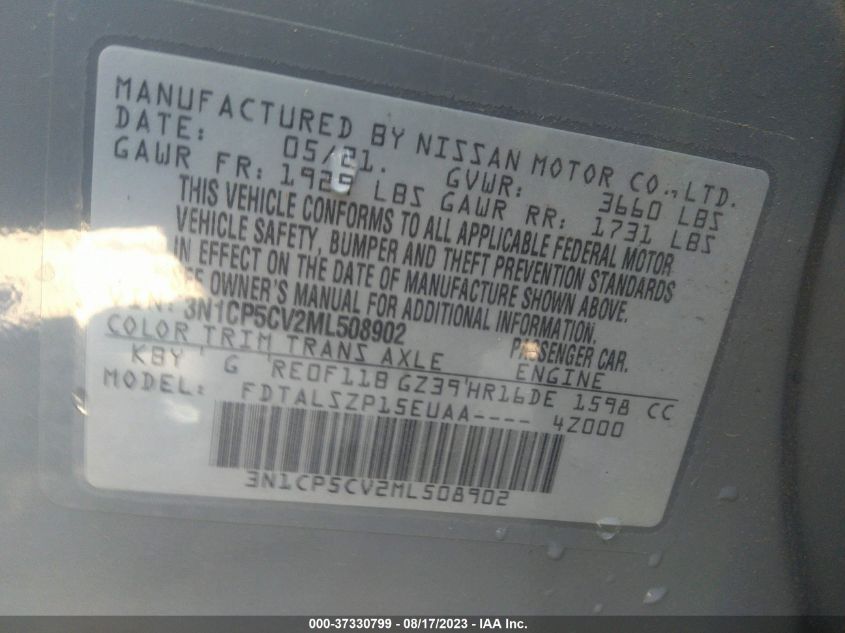 MANUFACTURED BY NISSAN MOTOR CO., LTD.
DATE: 05/21. GVWR: 3660 LBS
GAWR FR: 1929 LBS GAWR RR: 1731 LBS
THIS VEHICLE CONFORMS TO ALL APPLICABLE FEDERAL MOTOR
VEHICLE SAFETY, BUMPER AND THEFT PREVENTION STANDARDS
IN EFFECT ON THE DATE OF MANUFACTURE SHOWN ABOVE.
OWNER'S MANUAL FOR ADDITIONAL INFORMATION.
3N1CP5CV2ML508902 PASSENGER CAR.
COLOR TRIM TRANS AXLE ENGINE
KBY G RE0F11B GZ39 HR16DE 1598 CC
MODEL: FDTALSZP15EUAA---- 4Z000
3N1CP5CV2ML508902
000-37330799 - 08/17/2023 - IAAI.com